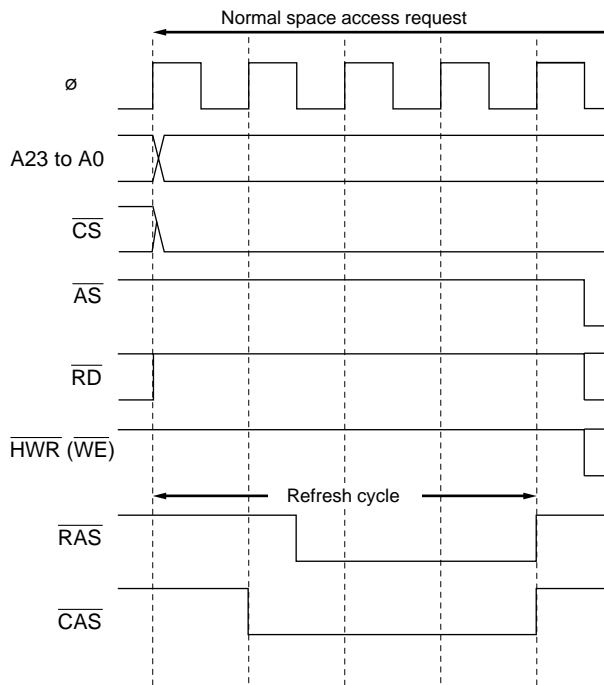 Normal space access request
ø
A23 to A0
CS
AS
RD
HWR (WE)
Refresh cycle
RAS
CAS